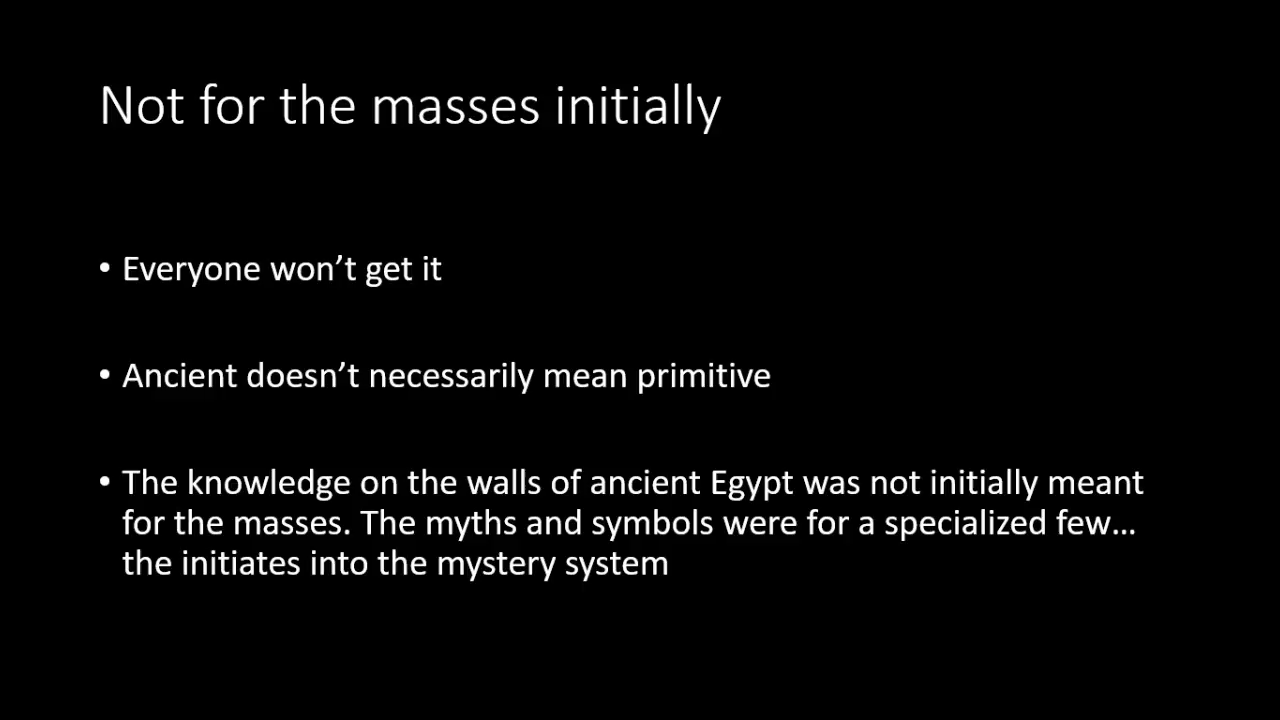 Not for the masses initially
• Everyone won’t get it
• Ancient doesn’t necessarily mean primitive
• The knowledge on the walls of ancient Egypt was not initially meant
for the masses. The myths and symbols were for a specialized few…
the initiates into the mystery system